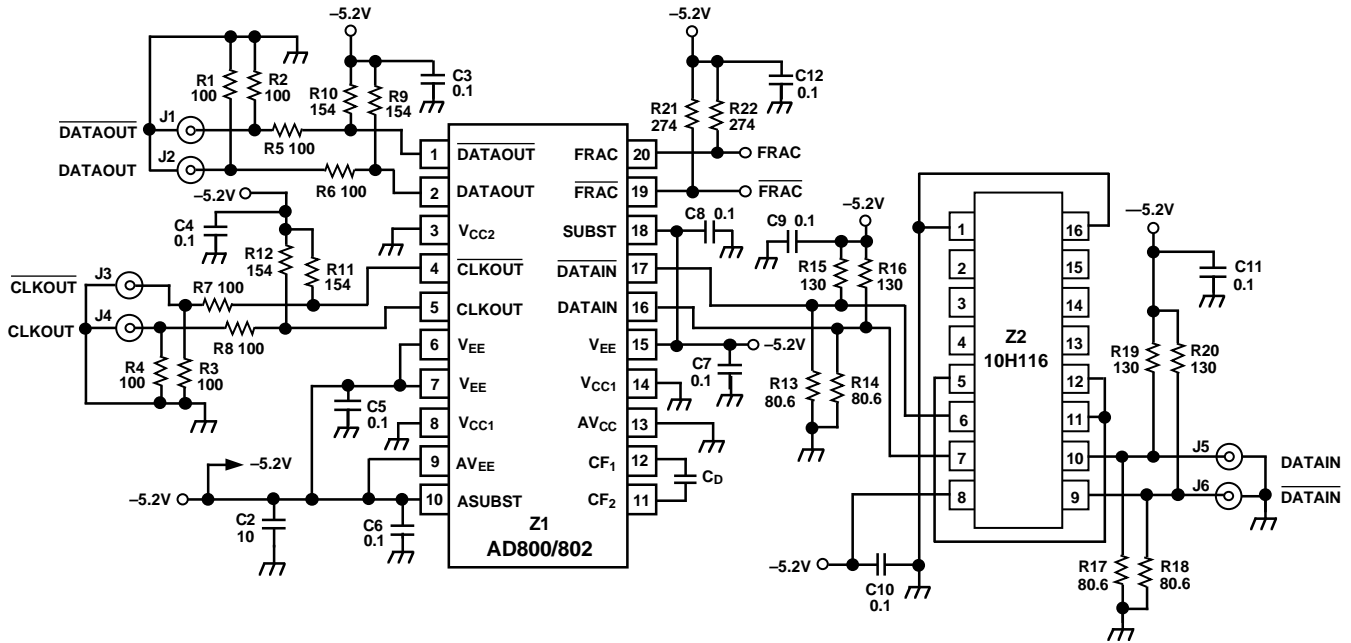 –5.2V
–5.2V
–5.2V
R1
100
R2
100
R10
154
R9
154
C3
0.1
R21
274
R22
274
C12
0.1
DATAOUT
J1
R5 100
DATAOUT
J2
R6 100
–5.2V
C4
0.1
R12
154
R11
154
CLKOUT
J3
R7 100
CLKOUT
J4
R8 100
R4
100
R3
100
C5
0.1
–5.2V
–5.2V
C2
10
C6
0.1
1 DATAOUT
2 DATAOUT
3 VCC2
4 CLKOUT
5 CLKOUT
6 VEE
7 VEE
8 VCC1
9 AVEE
10 ASUBST
FRAC 20
FRAC 19
SUBST 18
DATAIN 17
DATAIN 16
VEE 15
VCC1 14
AVCC 13
CF1 12
CF2 11
Z1
AD800/802
FRAC
FRAC
C8 0.1
C9 0.1
–5.2V
R15
130
R16
130
–5.2V
C7
0.1
R13
80.6
R14
80.6
CD
1
2
3
4
5
6
7
8
16
15
14
13
12
11
10
9
Z2
10H116
––5.2V
C11
0.1
R19
130
R20
130
J5
DATAIN
J6
DATAIN
–5.2V
C10
0.1
R17
80.6
R18
80.6